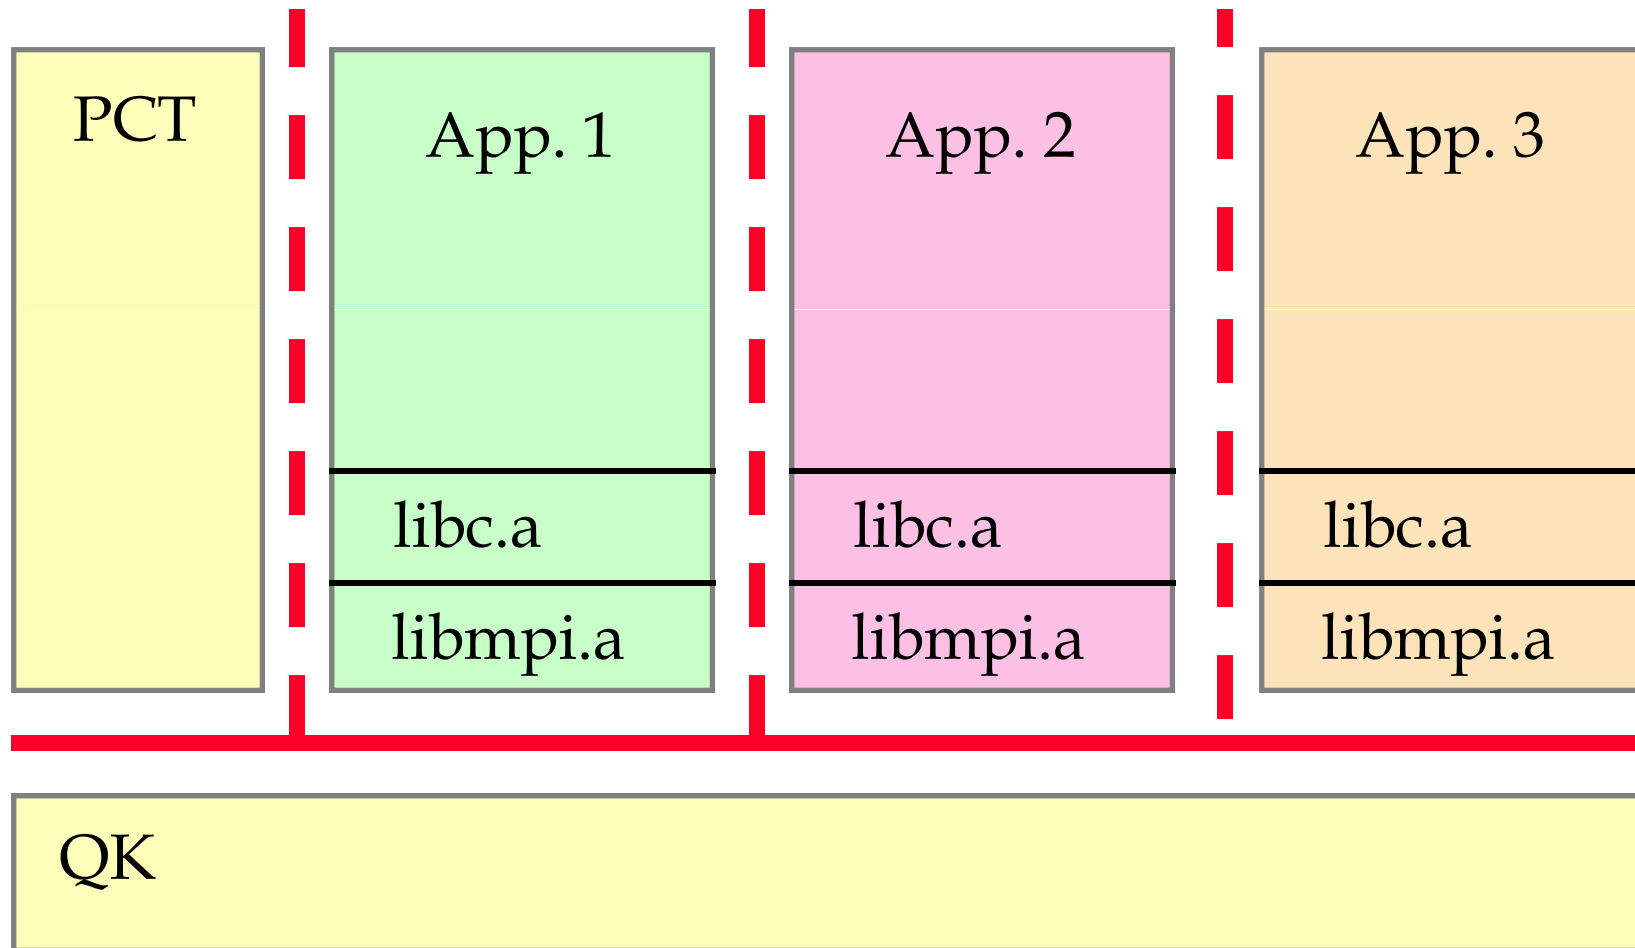 PCT
App. 1
App. 2
App. 3
libc.a
libc.a
libc.a
libmpi.a
libmpi.a
libmpi.a
QK